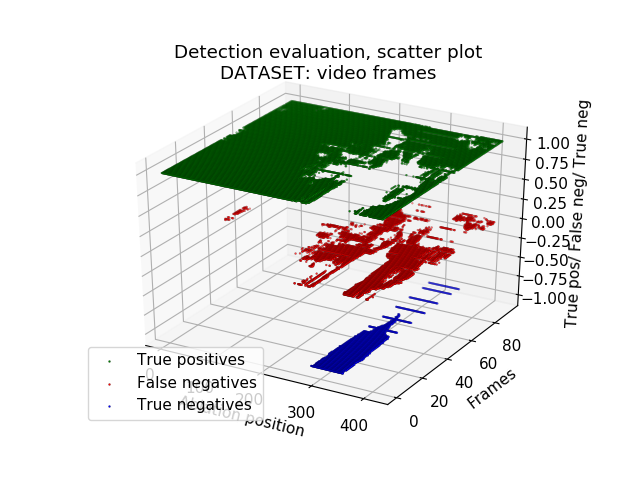 Detection evaluation, scatter plot
DATASET: video frames
1.00
0.75
0.50
0.25
0.00
−0.25
−0.50
−0.75
−1.00
True pos/ False neg/ True neg
80
60
40
20
0
Frames
0
100
200
300
400
position
True positives
False negatives
True negatives